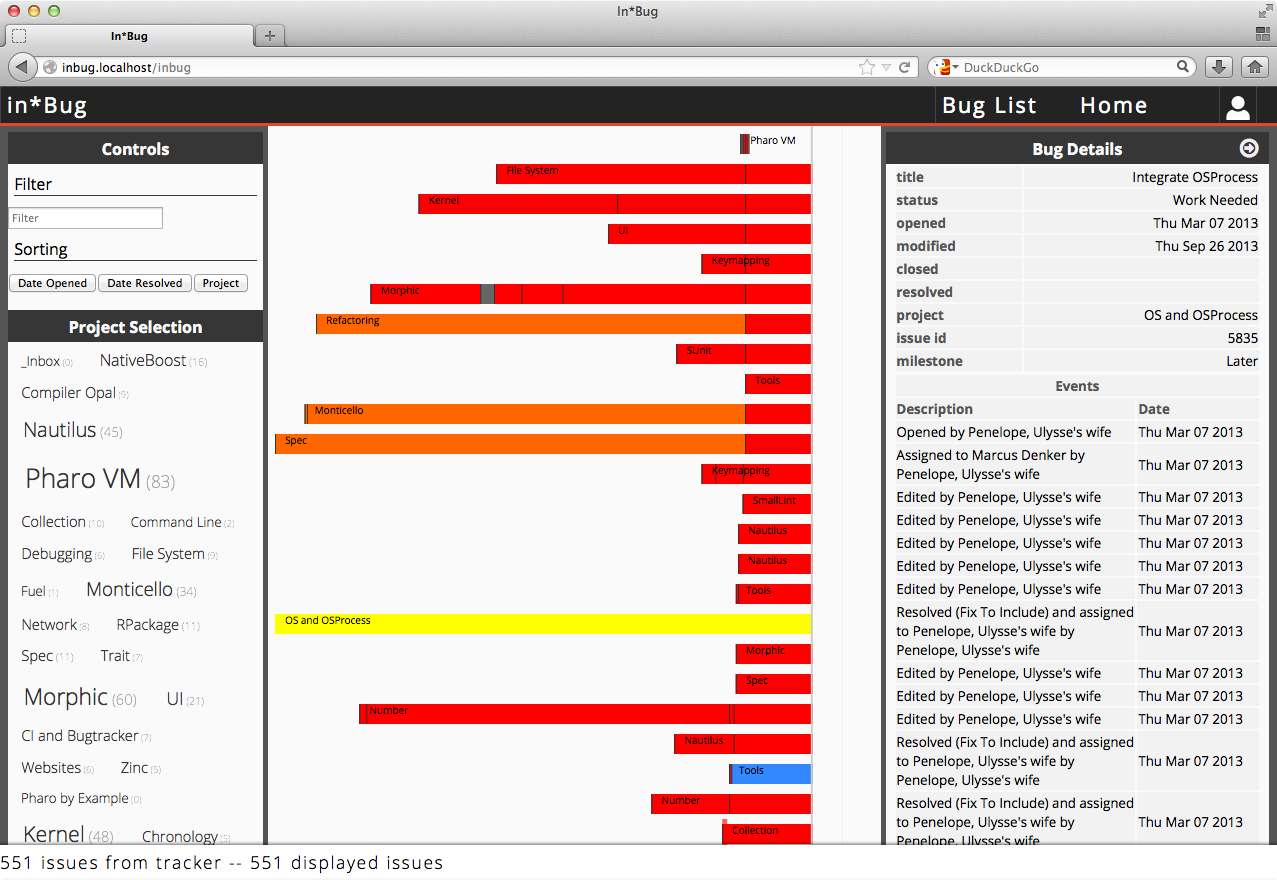 In*Bug
In*Bug
inbug.localhost/inbug
DuckDuckGo
in*Bug
Bug List
Home
Controls
Filter
Filter
Sorting
Date Opened
Date Resolved
Project
Project Selection
_Inbox (0) NativeBoost (16)
Compiler Opal (9)
Nautilus (45)
Pharo VM (83)
Collection (10) Command Line (2)
Debugging (6) File System (9)
Fuel (1) Monticello (34)
Network (8) RPackage (11)
Spec (11) Trait (7)
Morphic (60) UI (21)
CI and Bugtracker (7)
Websites (6) Zinc (5)
Pharo by Example (0)
Kernel (48) Chronology (5)
Pharo VM
File System
Kernel
UI
Keymapping
Morphic
Refactoring
SUnit
Tools
Monticello
Spec
Keymapping
SmallLint
Nautilus
Nautilus
Tools
OS and OSProcess
Morphic
Spec
Number
Nautilus
Tools
Number
Collection
Bug Details
title Integrate OSProcess
status Work Needed
opened Thu Mar 07 2013
modified Thu Sep 26 2013
closed
resolved
project OS and OSProcess
issue id 5835
milestone Later
Events
Description Date
Opened by Penelope, Ulysse's wife Thu Mar 07 2013
Assigned to Marcus Denker by
Penelope, Ulysse's wife Thu Mar 07 2013
Edited by Penelope, Ulysse's wife Thu Mar 07 2013
Edited by Penelope, Ulysse's wife Thu Mar 07 2013
Edited by Penelope, Ulysse's wife Thu Mar 07 2013
Edited by Penelope, Ulysse's wife Thu Mar 07 2013
Edited by Penelope, Ulysse's wife Thu Mar 07 2013
Resolved (Fix To Include) and assigned
to Penelope, Ulysse's wife by Thu Mar 07 2013
Penelope, Ulysse's wife
Edited by Penelope, Ulysse's wife Thu Mar 07 2013
Edited by Penelope, Ulysse's wife Thu Mar 07 2013
Edited by Penelope, Ulysse's wife Thu Mar 07 2013
Resolved (Fix To Include) and assigned
to Penelope, Ulysse's wife by Thu Mar 07 2013
Penelope, Ulysse's wife
Resolved (Fix To Include) and assigned
to Penelope, Ulysse's wife by Thu Mar 07 2013
Penelope, Ulysse's wife
551 issues from tracker -- 551 displayed issues